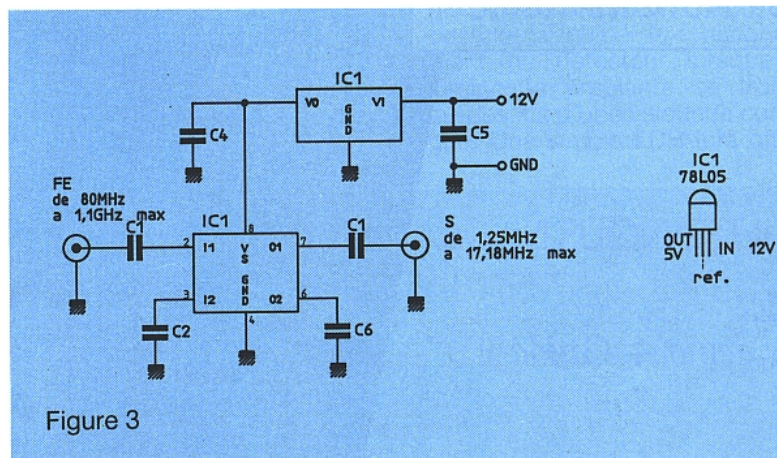 IC1
V0 GND VI
12V
C4
C5
GND
FE
de 80MHz
a 1,1GHz max
C1
IC1
2 I1
8
VS
O1 7
C1
S
de 1,25MHz
a 17,18MHz max
3 I2
GND
O2 6
4
C2
C6
IC1
78L05
OUT
5V
IN 12V
ref.
Figure 3